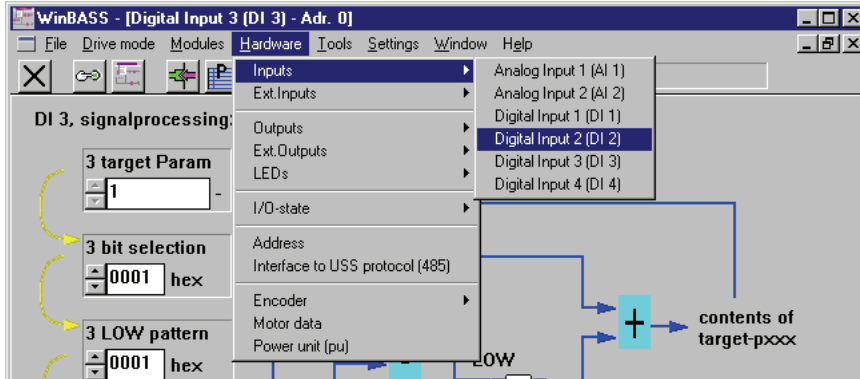 WinBASS - [Digital Input 3 (DI 3) - Adr. 0]
File Drive mode Modules Hardware Tools Settings Window Help
P
DI 3, signalprocessing:
3 target Param
1 -
3 bit selection
0001 hex
3 LOW pattern
0001 hex
Inputs
Ext.Inputs
Outputs
Ext.Outputs
LEDs
I/O-state
Address
Interface to USS protocol (485)
Encoder
Motor data
Power unit (pu)
Analog Input 1 (AI 1)
Analog Input 2 (AI 2)
Digital Input 1 (DI 1)
Digital Input 2 (DI 2)
Digital Input 3 (DI 3)
Digital Input 4 (DI 4)
+
contents of
target-pxxx
LOW